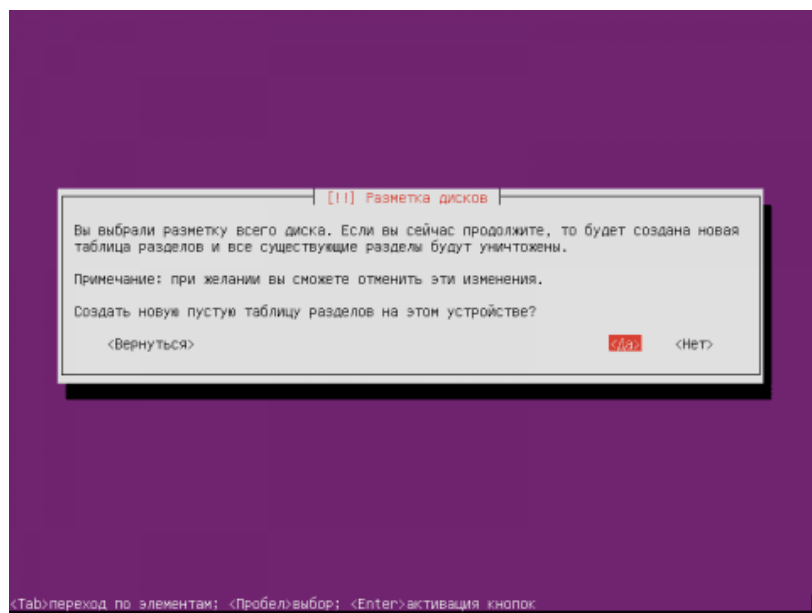 [!!] Разметка дисков
Вы выбрали разметку всего диска. Если вы сейчас продолжите, то будет создана новая
таблица разделов и все существующие разделы будут уничтожены.
Примечание: при желании вы сможете отменить эти изменения.
Создать новую пустую таблицу разделов на этом устройстве?
<Вернуться> <Да> <Нет>
<Tab>переход по элементам; <Пробел>выбор; <Enter>активация кнопок